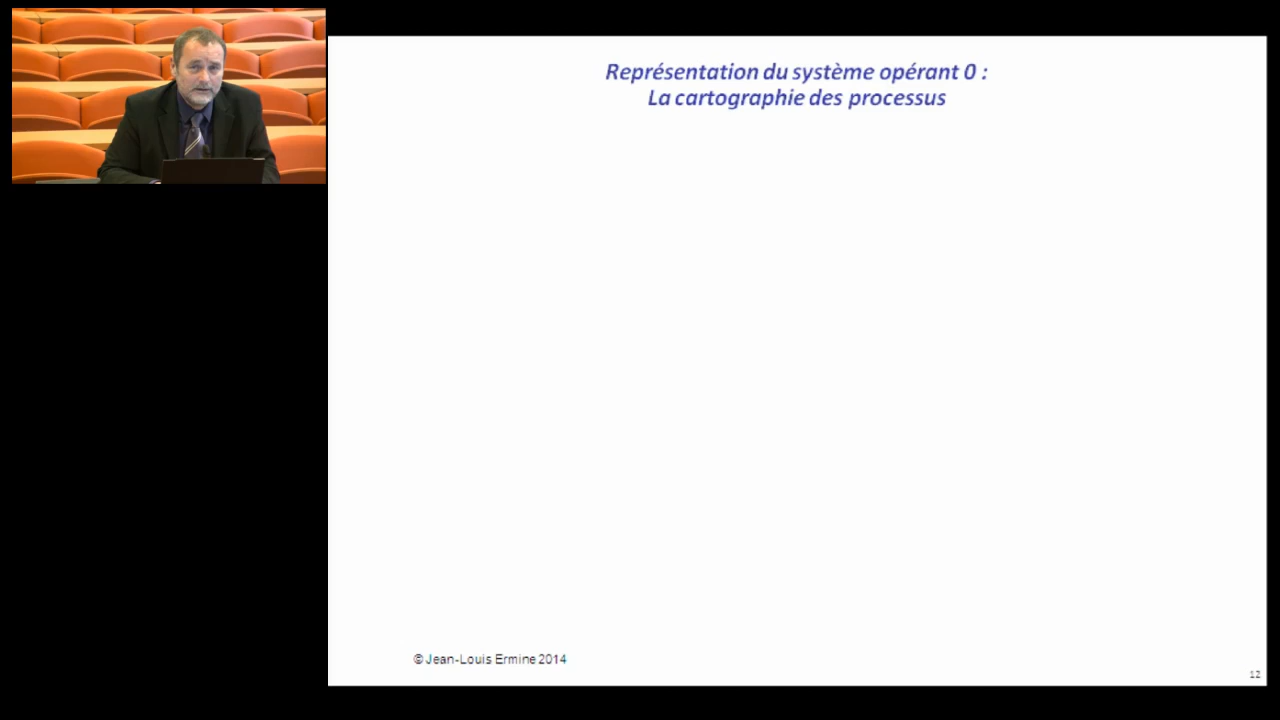 Représentation du système opérant 0 :
La cartographie des processus
© Jean-Louis Ermine 2014
12